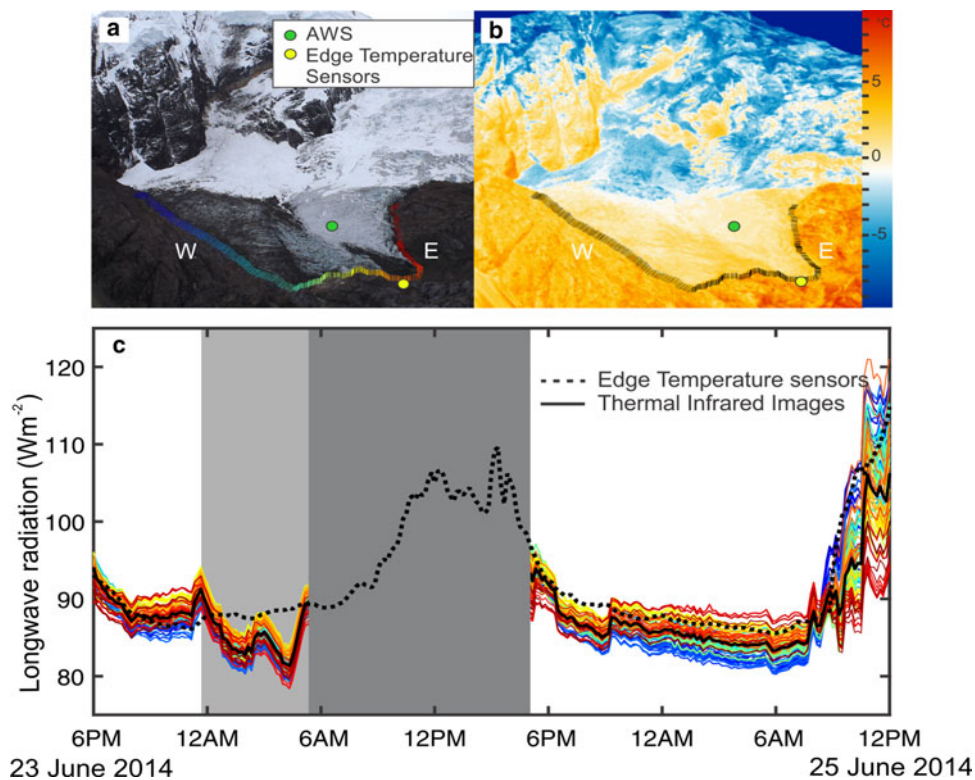 a
AWS
Edge Temperature
Sensors
W
E
b
°C
5
0
-5
W
E
c
Edge Temperature sensors
Thermal Infrared Images
Longwave radiation (Wm-2)
120
110
100
90
80
6PM
12AM
6AM
12PM
6PM
12AM
6AM
12PM
23 June 2014
25 June 2014